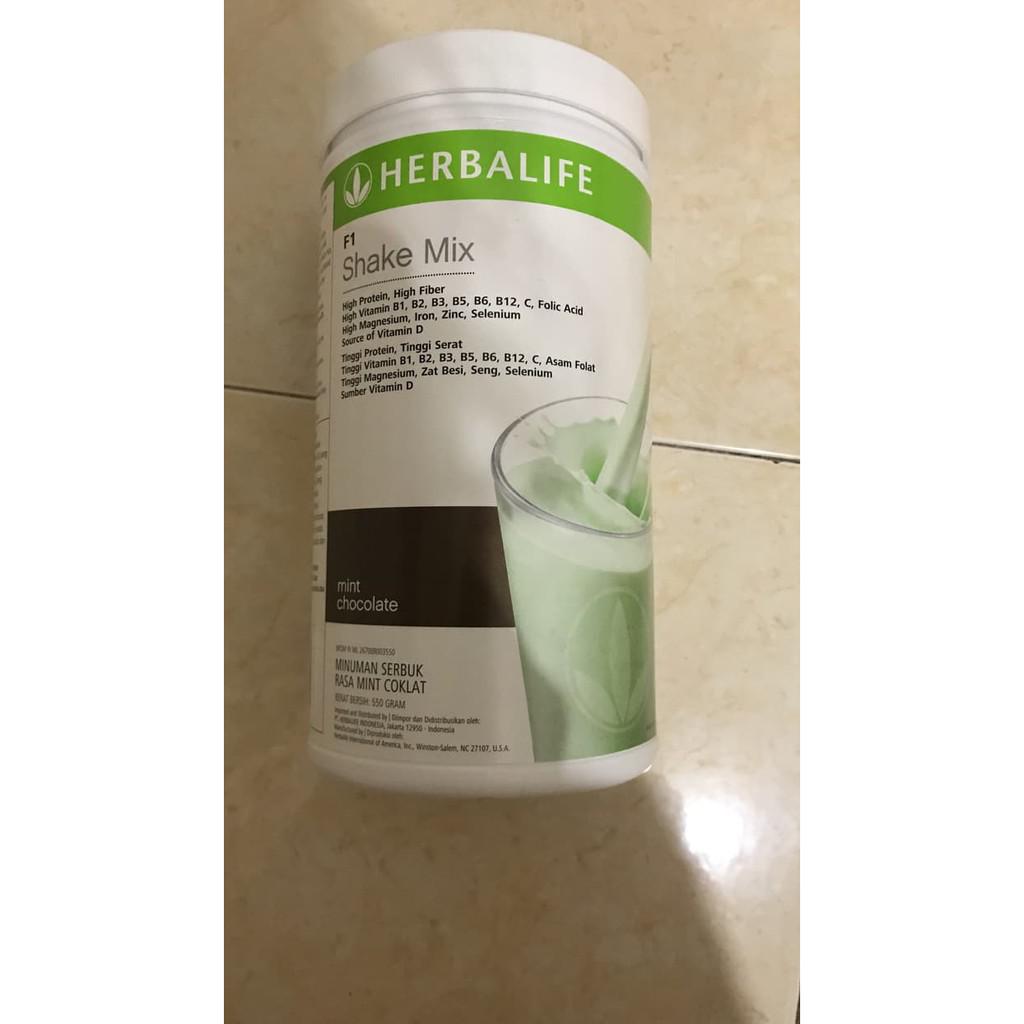 HERBALIFE
F1
Shake Mix
High Protein, High Fiber
High Vitamin B1, B2, B3, B5, B6, B12, C, Folic Acid
High Magnesium, Iron, Zinc, Selenium
Source of Vitamin D
Tinggi Protein, Tinggi Serat
Tinggi Vitamin B1, B2, B3, B5, B6, B12, C, Asam Folat
Tinggi Magnesium, Zat Besi, Seng, Selenium
Sumber Vitamin D
mint
chocolate
BPOM RI ML 267008003550
MINUMAN SERBUK
RASA MINT COKLAT
BERAT BERSIH: 550 GRAM
Imported and Distributed by | Diimpor dan Didistribusikan oleh:
PT. HERBALIFE INDONESIA, Jakarta 12950 - Indonesia
Manufactured by | Diproduksi oleh:
Herbalife International of America, Inc., Winston-Salem, NC 27107, U.S.A.